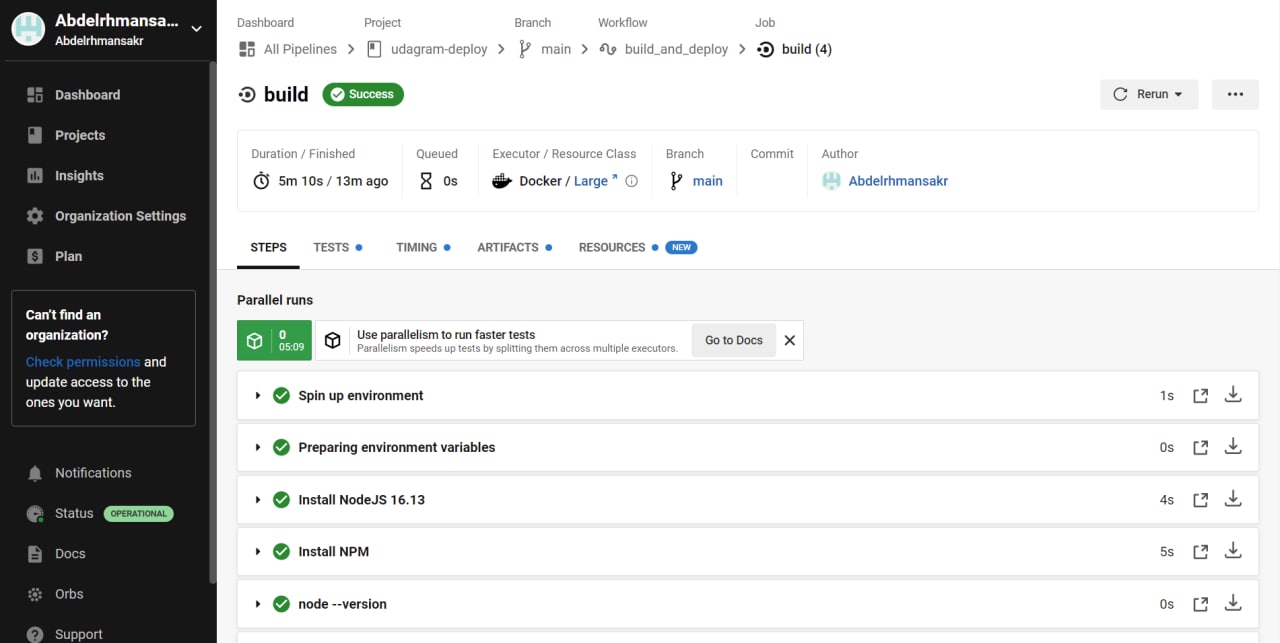 Abdelrhmansa...
Abdelrhmansakr
Dashboard
Projects
Insights
Organization Settings
Plan
Can't find an
organization?
Check permissions and
update access to the
ones you want.
Notifications
Status OPERATIONAL
Docs
Orbs
Support
Dashboard Project Branch Workflow Job
All Pipelines udagram-deploy main build_and_deploy build (4)
build Success Rerun
Duration / Finished Queued Executor / Resource Class Branch Commit Author
5m 10s / 13m ago 0s Docker / Large main Abdelrhmansakr
STEPS TESTS TIMING ARTIFACTS RESOURCES NEW
Parallel runs
0
05:09
Use parallelism to run faster tests
Parallelism speeds up tests by splitting them across multiple executors.
Go to Docs
Spin up environment 1s
Preparing environment variables 0s
Install NodeJS 16.13 4s
Install NPM 5s
node --version 0s